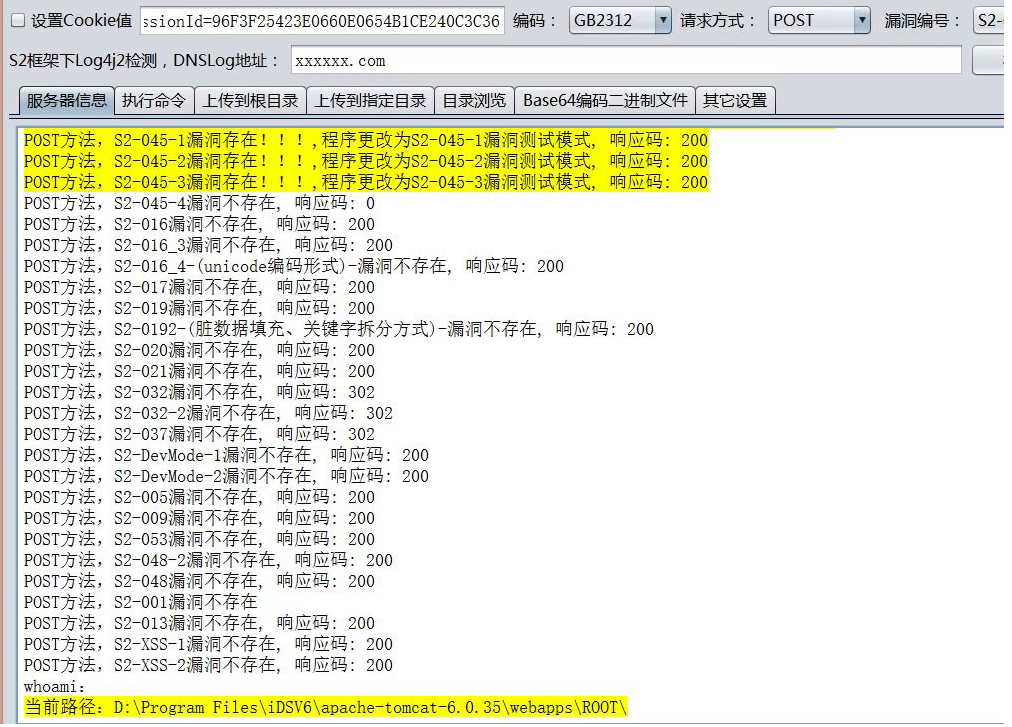 设置Cookie值 ssionId=96F3F25423E0660E0654B1CE240C3C36 编码： GB2312 请求方式： POST 漏洞编号： S2-
S2框架下Log4j2检测，DNSLog地址： xxxxxx.com
服务器信息 执行命令 上传到根目录 上传到指定目录 目录浏览 Base64编码二进制文件 其它设置
POST方法，S2-045-1漏洞存在！！！,程序更改为S2-045-1漏洞测试模式, 响应码: 200
POST方法，S2-045-2漏洞存在！！！,程序更改为S2-045-2漏洞测试模式, 响应码: 200
POST方法，S2-045-3漏洞存在！！！,程序更改为S2-045-3漏洞测试模式, 响应码: 200
POST方法，S2-045-4漏洞不存在, 响应码: 0
POST方法，S2-016漏洞不存在, 响应码: 200
POST方法，S2-016_3漏洞不存在, 响应码: 200
POST方法，S2-016_4-(unicode编码形式)-漏洞不存在, 响应码: 200
POST方法，S2-017漏洞不存在, 响应码: 200
POST方法，S2-019漏洞不存在, 响应码: 200
POST方法，S2-0192-(脏数据填充、关键字拆分方式)-漏洞不存在, 响应码: 200
POST方法，S2-020漏洞不存在, 响应码: 200
POST方法，S2-021漏洞不存在, 响应码: 200
POST方法，S2-032漏洞不存在, 响应码: 302
POST方法，S2-032-2漏洞不存在, 响应码: 302
POST方法，S2-037漏洞不存在, 响应码: 302
POST方法，S2-DevMode-1漏洞不存在, 响应码: 200
POST方法，S2-DevMode-2漏洞不存在, 响应码: 200
POST方法，S2-005漏洞不存在, 响应码: 200
POST方法，S2-009漏洞不存在, 响应码: 200
POST方法，S2-053漏洞不存在, 响应码: 200
POST方法，S2-048-2漏洞不存在, 响应码: 200
POST方法，S2-048漏洞不存在, 响应码: 200
POST方法，S2-001漏洞不存在
POST方法，S2-013漏洞不存在, 响应码: 200
POST方法，S2-XSS-1漏洞不存在, 响应码: 200
POST方法，S2-XSS-2漏洞不存在, 响应码: 200
whoami:
当前路径: D:\Program Files\iDSV6\apache-tomcat-6.0.35\webapps\ROOT\